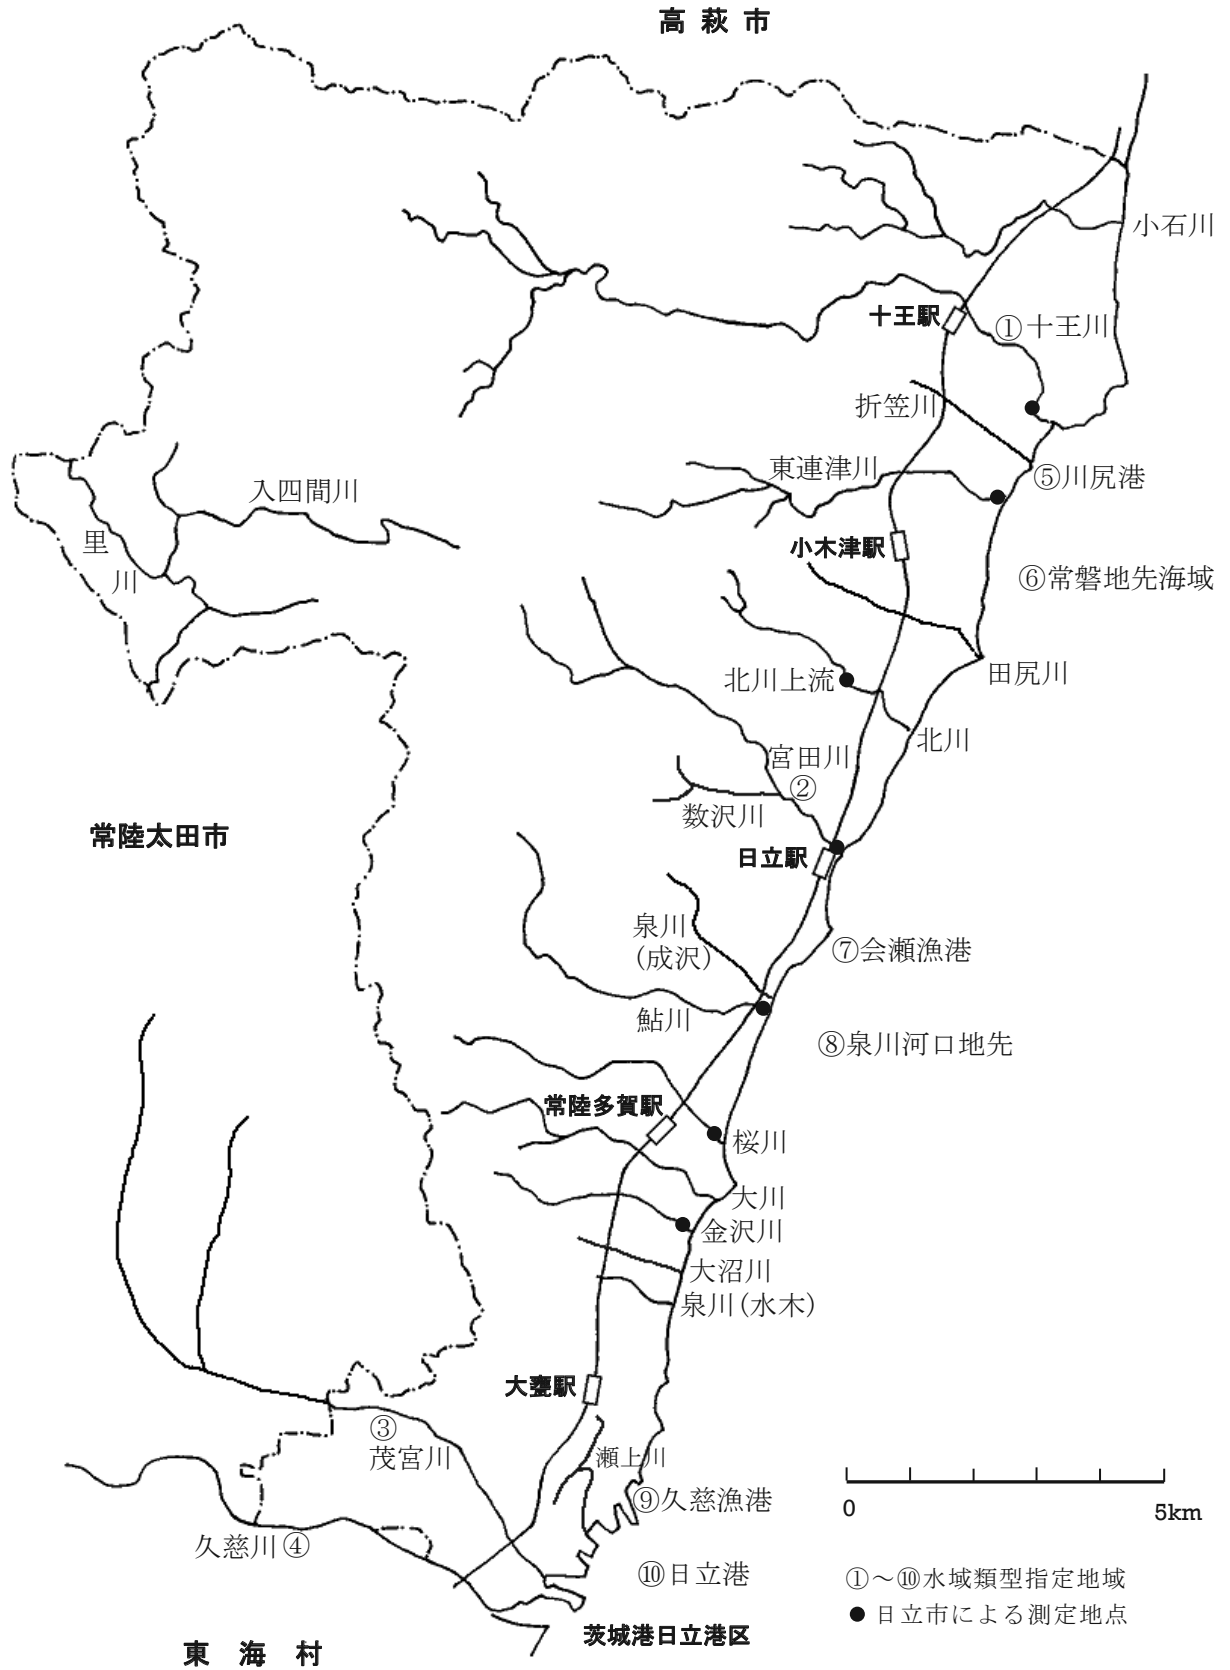 高萩市
小石川
十王駅
①十王川
折笠川
東連津川
⑤川尻港
入四間川
里
川
小木津駅
⑥常磐地先海域
北川上流
田尻川
北川
宮田川
②
数沢川
常陸太田市
日立駅
泉川
(成沢)
⑦会瀬漁港
鮎川
⑧泉川河口地先
常陸多賀駅
桜川
大川
金沢川
大沼川
泉川(水木)
大甕駅
③
茂宮川
瀬上川
⑨久慈漁港
0
5km
久慈川④
⑩日立港
①～⑩水域類型指定地域
●日立市による測定地点
茨城港日立港区
東海村